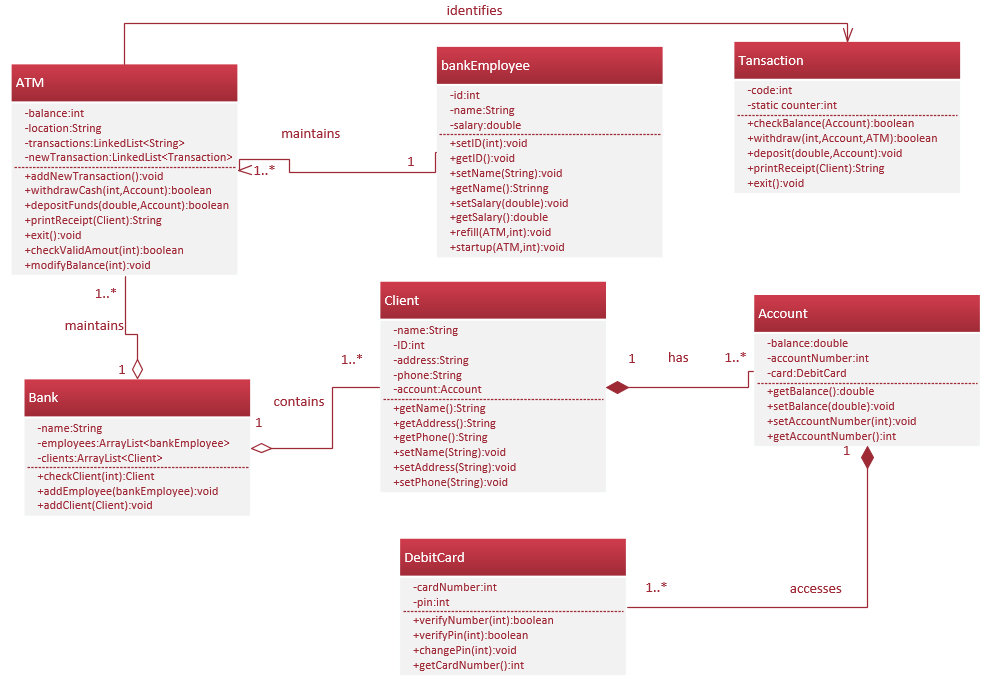 identifies
ATM
-balance:int
-location:String
-transactions:LinkedList<String>
-newTransaction:LinkedList<Transaction>
+addNewTransaction():void
+withdrawCash(int,Account):boolean
+depositFunds(double,Account):boolean
+printReceipt(Client):String
+exit():void
+checkValidAmout(int):boolean
+modifyBalance(int):void
maintains
1..*
1
bankEmployee
-id:int
-name:String
-salary:double
+setID(int):void
+getID():void
+setName(String):void
+getName():Strinng
+setSalary(double):void
+getSalary():double
+refill(ATM,int):void
+startup(ATM,int):void
Tansaction
-code:int
-static counter:int
+checkBalance(Account):boolean
+withdraw(int,Account,ATM):boolean
+deposit(double,Account):void
+printReceipt(Client):String
+exit():void
1..*
maintains
1
Bank
-name:String
-employees:ArrayList<bankEmployee>
-clients:ArrayList<Client>
+checkClient(int):Client
+addEmployee(bankEmployee):void
+addClient(Client):void
1..*
contains
1
Client
-name:String
-ID:int
-address:String
-phone:String
-account:Account
+getName():String
+getAddress():String
+getPhone():String
+setName(String):void
+setAddress(String):void
+setPhone(String):void
1 has 1..*
Account
-balance:double
-accountNumber:int
-card:DebitCard
+getBalance():double
+setBalance(double):void
+setAccountNumber(int):void
+getAccountNumber():int
1
DebitCard
-cardNumber:int
-pin:int
+verifyNumber(int):boolean
+verifyPin(int):boolean
+changePin(int):void
+getCardNumber():int
1..*
accesses